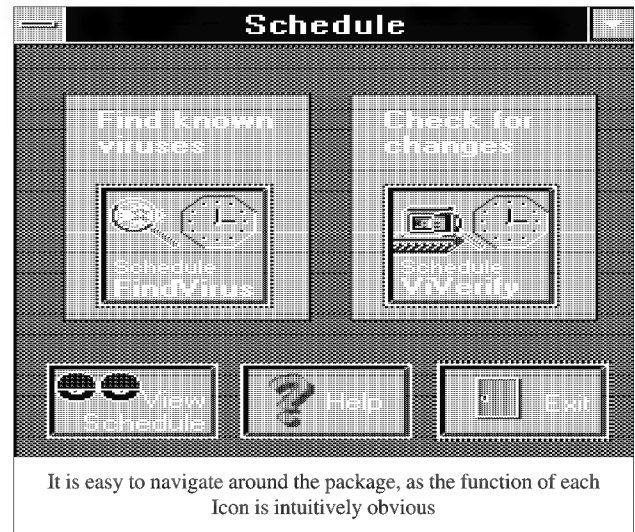 Schedule
Find known
viruses
Check for
changes
Schedule
FindVirus
Schedule
ViVerify
View
Schedule
Help
Exit
It is easy to navigate around the package, as the function of each
Icon is intuitively obvious